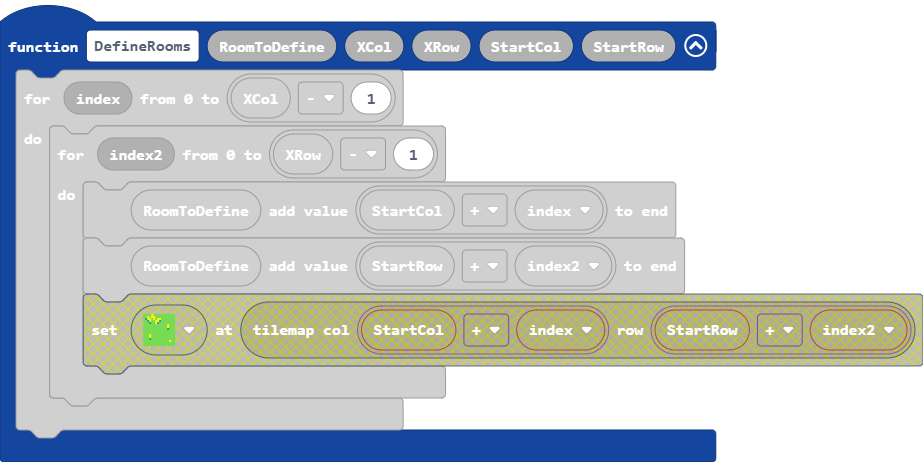 function DefineRooms RoomToDefine XCol XRow StartCol StartRow
for index from 0 to XCol - 1
do
for index2 from 0 to XRow - 1
do
RoomToDefine add value StartCol + index to end
RoomToDefine add value StartRow + index2 to end
set at tilemap col StartCol + index row StartRow + index2